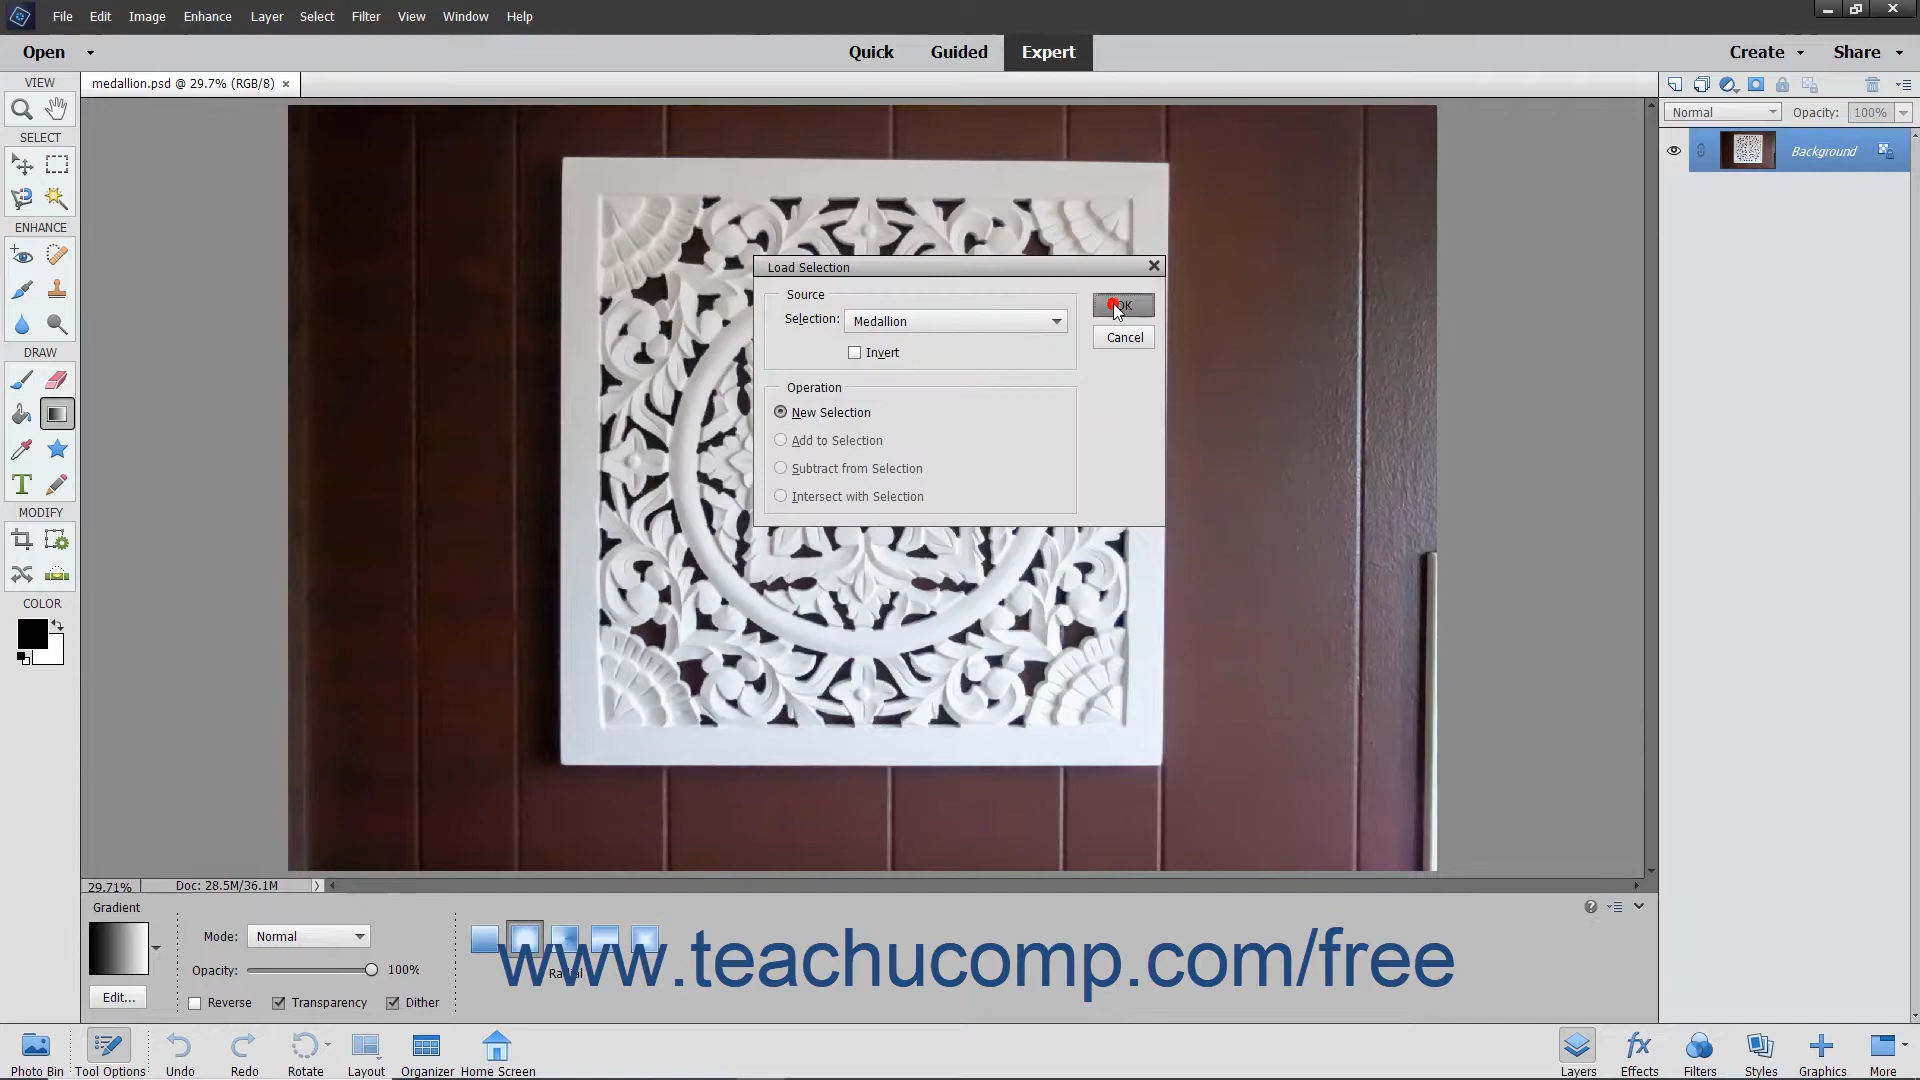 File Edit Image Enhance Layer Select Filter View Window Help
Open Quick Guided Expert Create Share
VIEW
medallion.psd @ 29.7% (RGB/8) ×
Normal Opacity: 100%
SELECT
Background
ENHANCE
Load Selection
Source
Selection: Medallion
OK
Invert
Cancel
DRAW
Operation
New Selection
Add to Selection
Subtract from Selection
Intersect with Selection
T
MODIFY
COLOR
29.71% Doc: 28.5M/36.1M
Gradient
Mode: Normal
Opacity: 100%
Radial
www.teachucomp.com/free
Edit...
Reverse Transparency Dither
Photo Bin Tool Options Undo Redo Rotate Layout Organizer Home Screen
fx
Layers Effects Filters Styles Graphics More